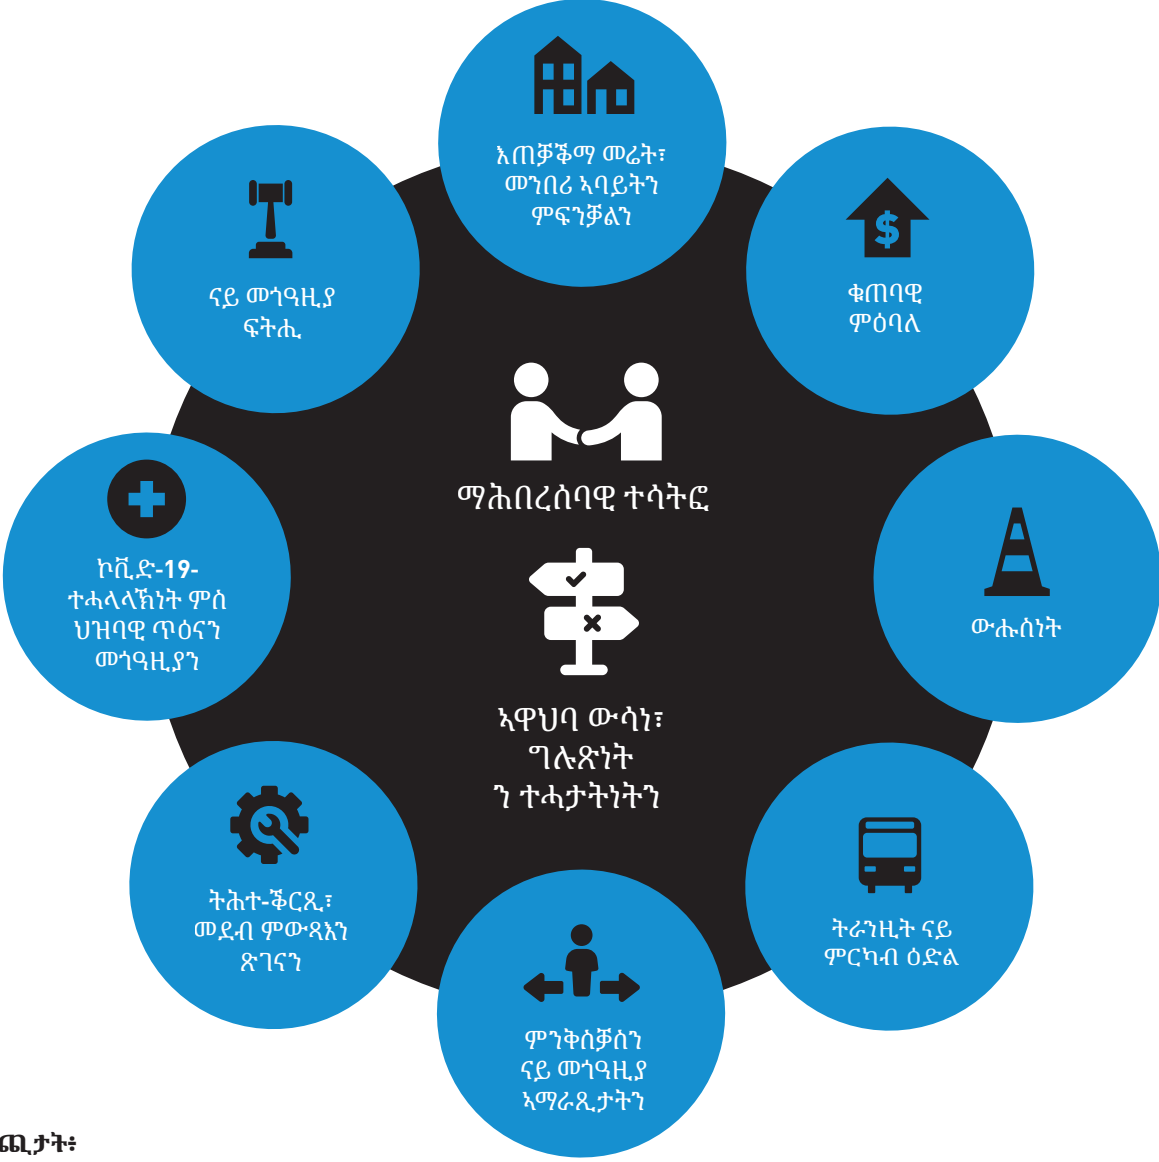 እጠቓቕማ መሬት፣
መንበሪ ኣባይትን
ምፍንቓልን
ቁጠባዊ
ምዕባለ
ውሑስነት
ትራንዚት ናይ
ምርካብ ዕድል
ምንቅስቓስን
ናይ መጎዓዚያ
ኣማራጺታትን
ትሕተ-ቕርጺ፣
መደብ ምውጻእን
ጽገናን
ኮቪድ-19-
ተሓላላኽነት ምስ
ህዝባዊ ጥዕናን
መጎዓዚያን
ናይ መጎዓዚያ
ፍትሒ
ማሕበረሰባዊ ተሳትፎ
ኣዋህባ ውሳነ፣
ግሉጽነት
ን ተሓታትነትን
ጪታት፥